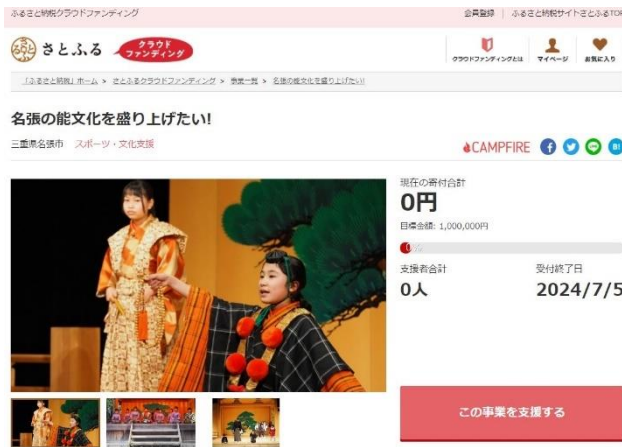 ふるさと納税クラウドファンディング
会員登録 | ふるさと納税サイトさとふるTOP
さとふる
クラウド
ファンディング
クラウドファンディングとは
マイページ
お気に入り
「ふるさと納税」ホーム > さとふるクラウドファンディング > 事業一覧 > 名張の能文化を盛り上げたい!
名張の能文化を盛り上げたい!
三重県名張市 スポーツ・文化支援
CAMPFIRE
現在の寄付合計
0円
目標金額: 1,000,000円
0%
支援者合計
受付終了日
0人
2024/7/5
この事業を支援する